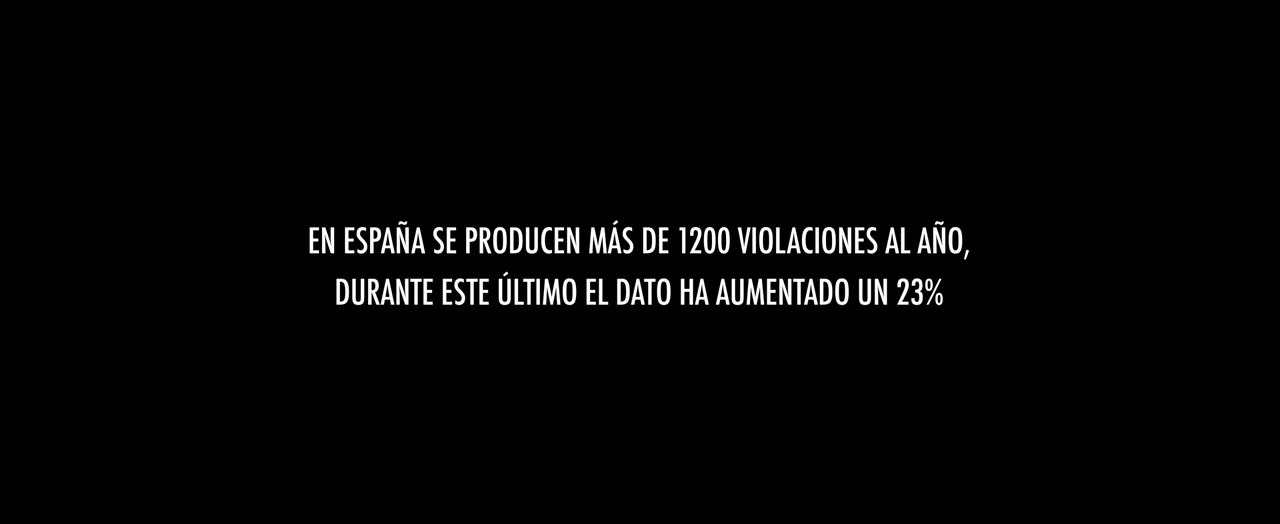 EN ESPAÑA SE PRODUCEN MÁS DE 1200 VIOLACIONES AL AÑO,
DURANTE ESTE ÚLTIMO EL DATO HA AUMENTADO UN 23%